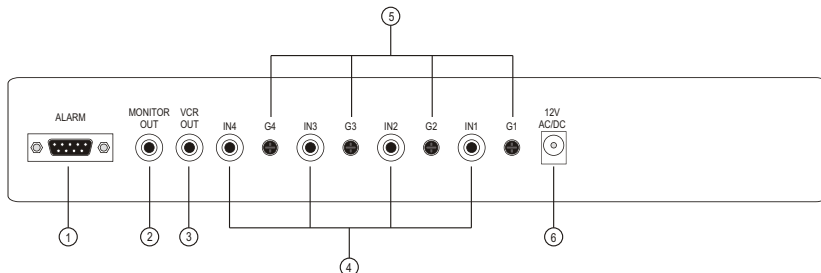 5
ALARM
MONITOR OUT
VCR OUT
IN4
G4
IN3
G3
IN2
G2
IN1
G1
12V AC/DC
1
2
3
4
6